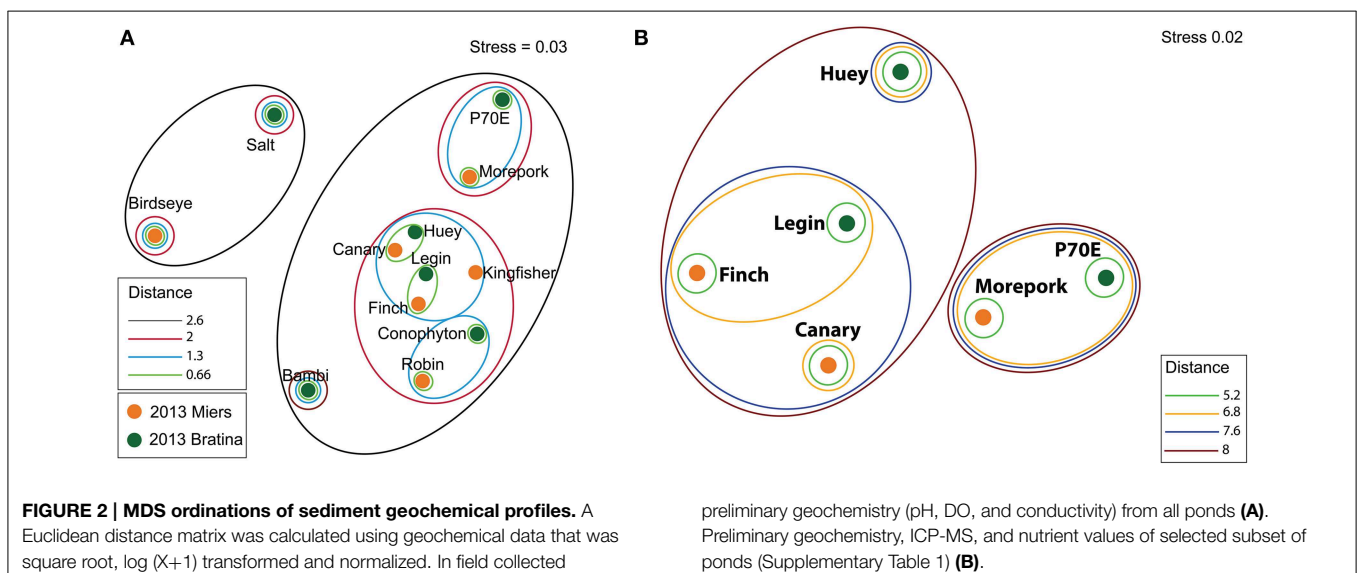 A
Stress = 0.03
P70E
Salt
Morepork
Birdseye
Huey
Canary
Legin
Kingfisher
Finch
Conophyton
Robin
Bambi
Distance
2.6
2
1.3
0.66
2013 Miers
2013 Bratina
B
Stress 0.02
Huey
Legin
Finch
P70E
Morepork
Canary
Distance
5.2
6.8
7.6
8
FIGURE 2 | MDS ordinations of sediment geochemical profiles. A
Euclidean distance matrix was calculated using geochemical data that was
square root, log (X+1) transformed and normalized. In field collected
preliminary geochemistry (pH, DO, and conductivity) from all ponds (A).
Preliminary geochemistry, ICP-MS, and nutrient values of selected subset of
ponds (Supplementary Table 1) (B).